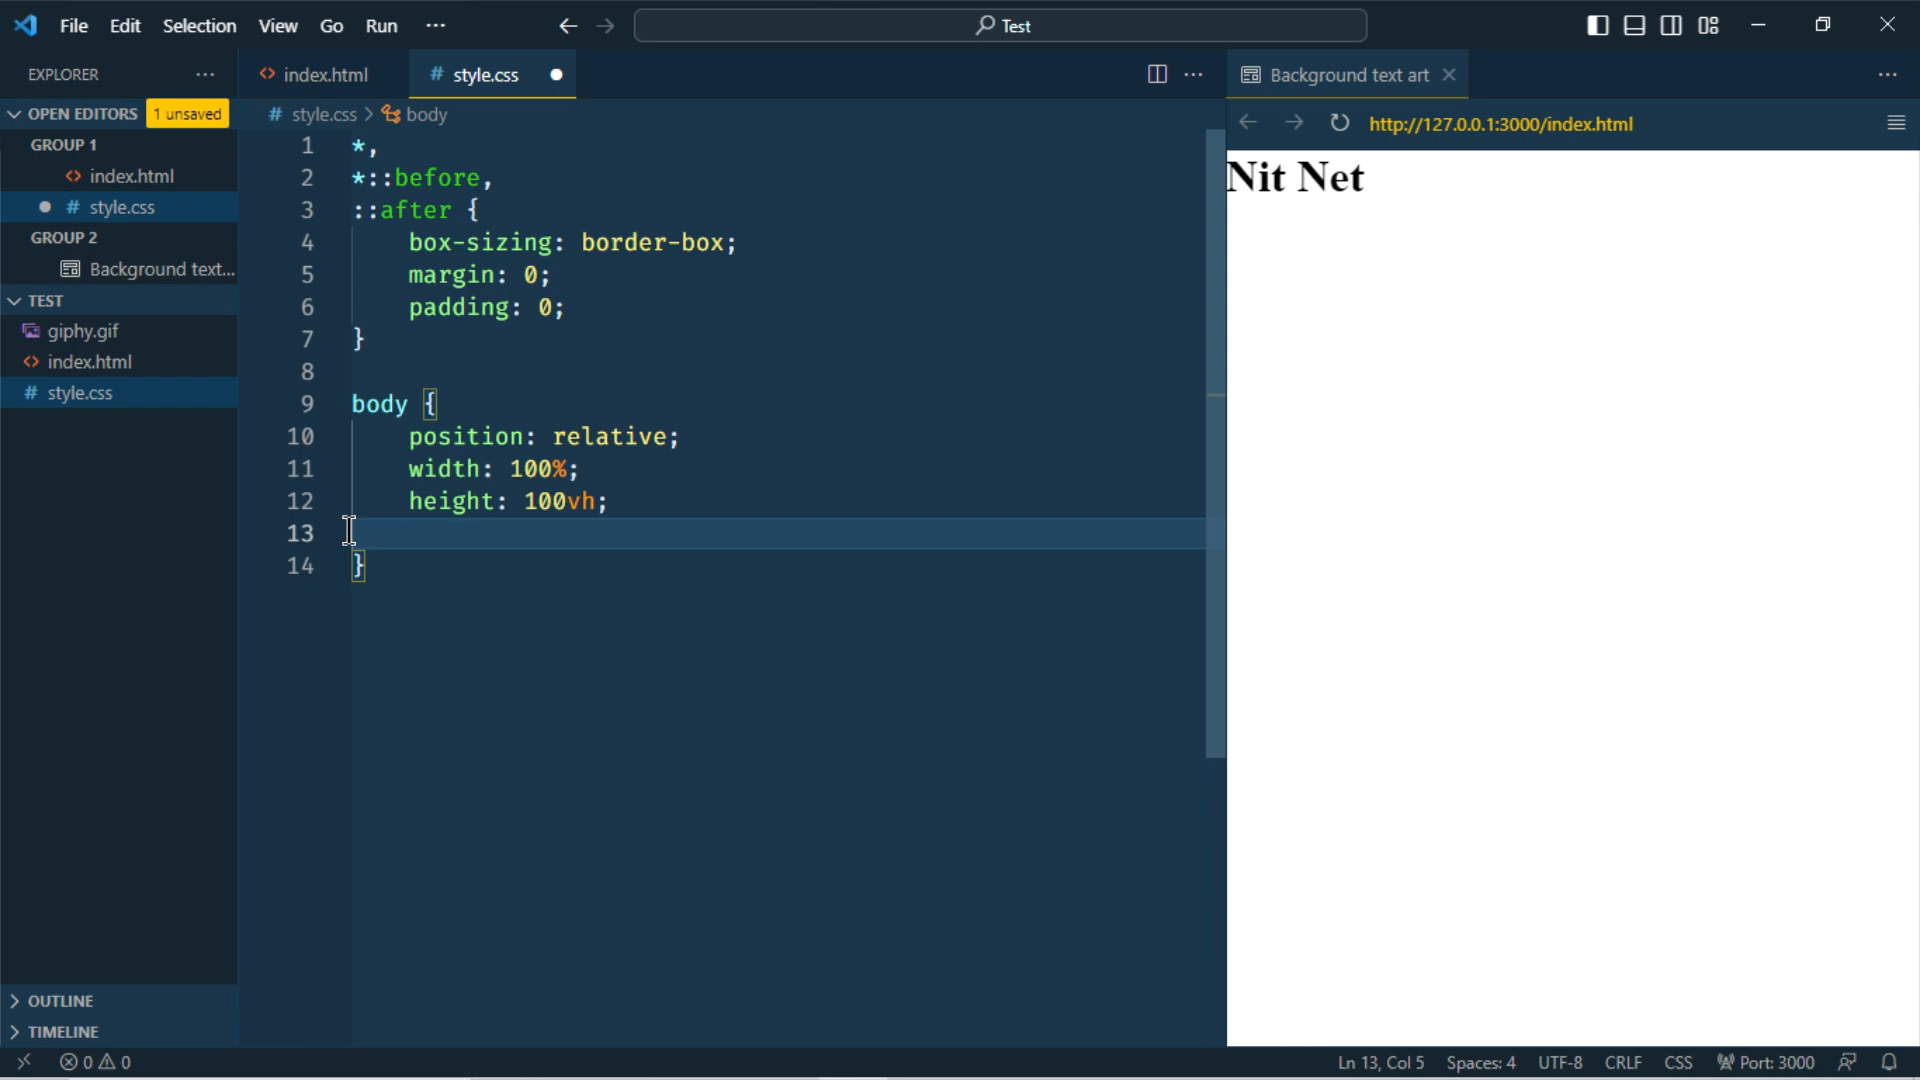 File Edit Selection View Go Run ··· Test
EXPLORER ···
OPEN EDITORS 1 unsaved
GROUP 1
index.html
# style.css
GROUP 2
Background text...
TEST
giphy.gif
index.html
# style.css
OUTLINE
TIMELINE
index.html # style.css
# style.css > body
1 *,
2 *::before,
3 ::after {
4 box-sizing: border-box;
5 margin: 0;
6 padding: 0;
7 }
8
9 body {
10 position: relative;
11 width: 100%;
12 height: 100vh;
13
14 }
Background text art
http://127.0.0.1:3000/index.html
Nit Net
0 0 Ln 13, Col 5 Spaces: 4 UTF-8 CRLF CSS Port: 3000